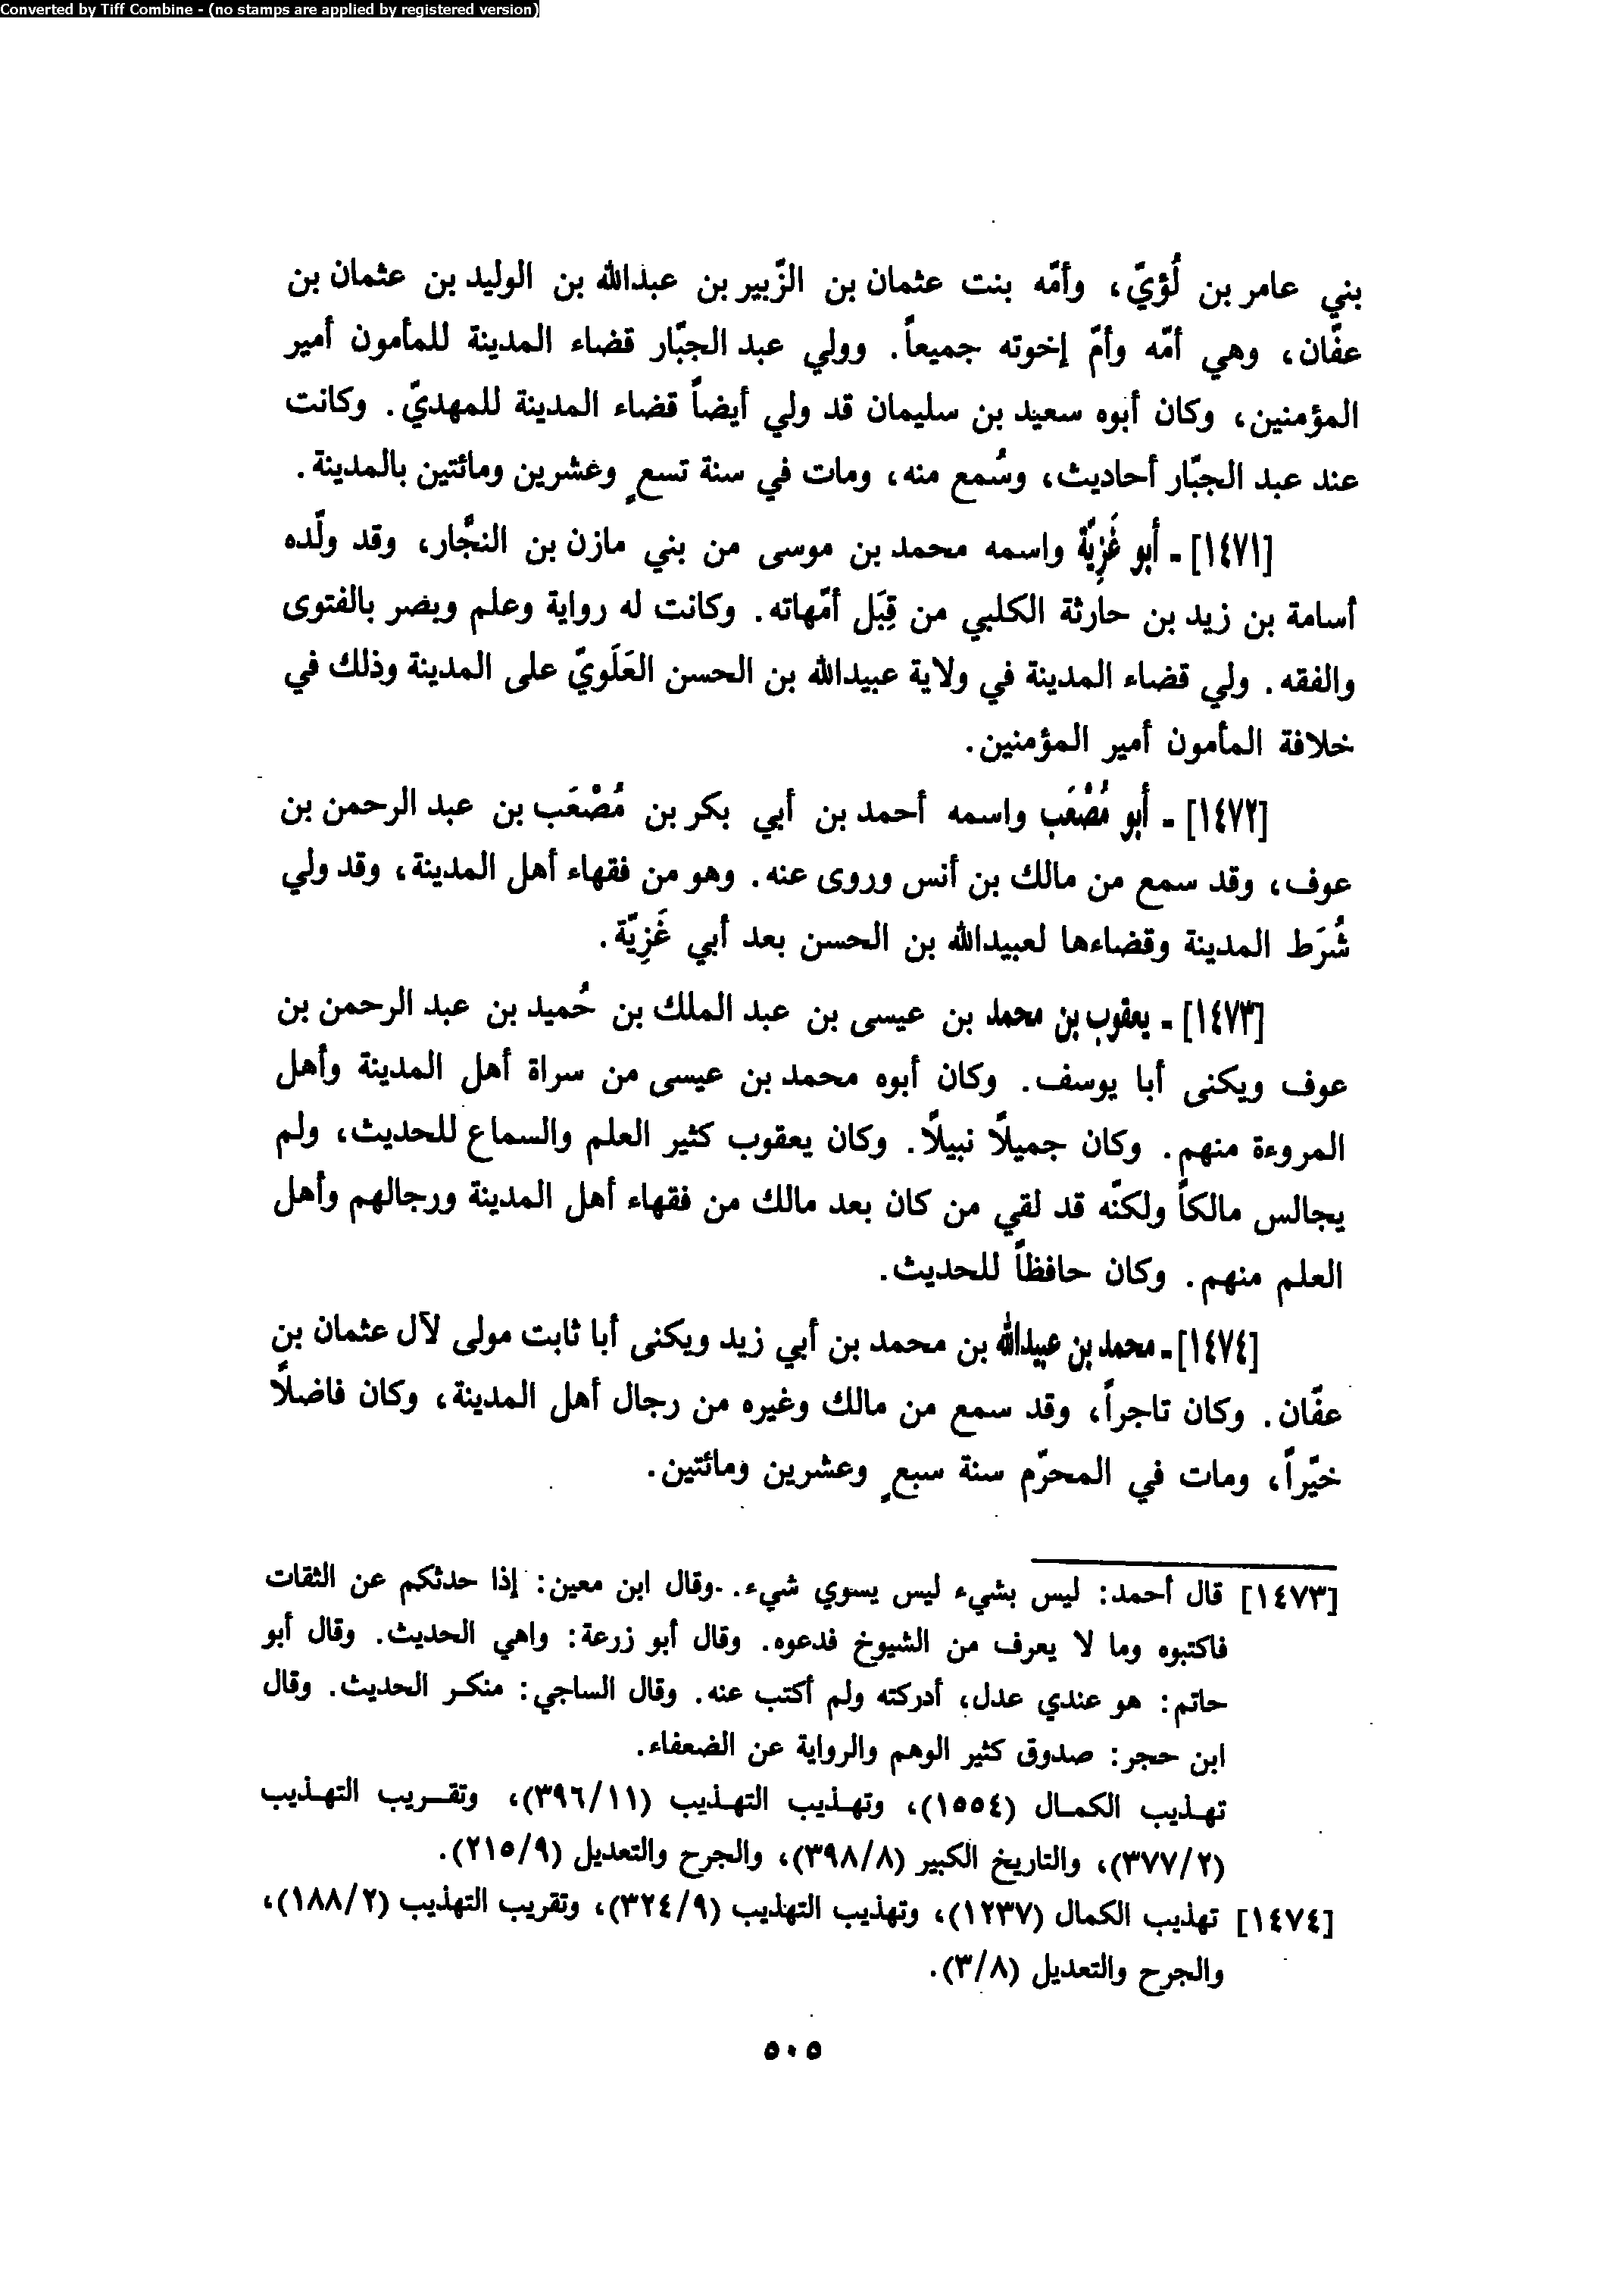 Converted by Tiff Combine - (no stamps are applied by registered version)
بني عامر بن لُؤيّ، وأمّه بنت عثمان بن الزّبير بن عبدالله بن الوليد بن عثمان بن
عفّان، وهي أمّه وأمّ إخوته جميعاً. وولي عبد الجبّار قضاء المدينة للمأمون أمير
المؤمنين، وكان أبوه سعيد بن سليمان قد ولي أيضاً قضاء المدينة للمهديّ. وكانت
عند عبد الجبّار أحاديث، وسُمع منه، ومات في سنة تسعٍ وعشرين ومائتين بالمدينة.
[١٤٧١] - أبو غَزِيّة واسمه محمد بن موسى من بني مازن بن النجّار، وقد ولّده
أسامة بن زيد بن حارثة الكلبي من قِبَل أمّهاته. وكانت له رواية وعلم وبصر بالفتوى
والفقه. ولي قضاء المدينة في ولاية عبيدالله بن الحسن العَلَويّ على المدينة وذلك في
خلافة المأمون أمير المؤمنين.
[١٤٧٢] - أبو مُصْعَب واسمه أحمد بن أبي بكر بن مُصْعَب بن عبد الرحمن بن
عوف، وقد سمع من مالك بن أنس وروى عنه. وهو من فقهاء أهل المدينة، وقد ولي
شُرَط المدينة وقضاءها لعبيدالله بن الحسن بعد أبي غَزِيّة.
[١٤٧٣] - يعقوب بن محمد بن عيسى بن عبد الملك بن حُميد بن عبد الرحمن بن
عوف ويكنى أبا يوسف. وكان أبوه محمد بن عيسى من سراة أهل المدينة وأهل
المروءة منهم. وكان جميلاً نبيلاً. وكان يعقوب كثير العلم والسماع للحديث، ولم
يجالس مالكاً ولكنّه قد لقي من كان بعد مالك من فقهاء أهل المدينة ورجالهم وأهل
العلم منهم. وكان حافظاً للحديث.
[١٤٧٤] - محمد بن عبيدالله بن محمد بن أبي زيد ويكنى أبا ثابت مولى لآل عثمان بن
عفّان. وكان تاجراً، وقد سمع من مالك وغيره من رجال أهل المدينة، وكان فاضلاً
خيّراً، ومات في المحرّم سنة سبعٍ وعشرين ومائتين.
[١٤٧٣] قال أحمد: ليس بشيء ليس يسوي شيء. وقال ابن معين: إذا حدثكم عن الثقات
فاكتبوه وما لا يعرف من الشيوخ فدعوه. وقال أبو زرعة: واهي الحديث. وقال أبو
حاتم: هو عندي عدل، أدركته ولم أكتب عنه. وقال الساجي: منكر الحديث. وقال
ابن حجر: صدوق كثير الوهم والرواية عن الضعفاء.
تهذيب الكمال (١٥٥٤)، وتهذيب التهذيب (٣٩٦/١١)، وتقريب التهذيب
(٣٧٧/٢)، والتاريخ الكبير (٣٩٨/٨)، والجرح والتعديل (٢١٥/٩).
[١٤٧٤] تهذيب الكمال (١٢٣٧)، وتهذيب التهذيب (٣٢٤/٩)، وتقريب التهذيب (١٨٨/٢)،
والجرح والتعديل (٣/٨).
٥٠٥